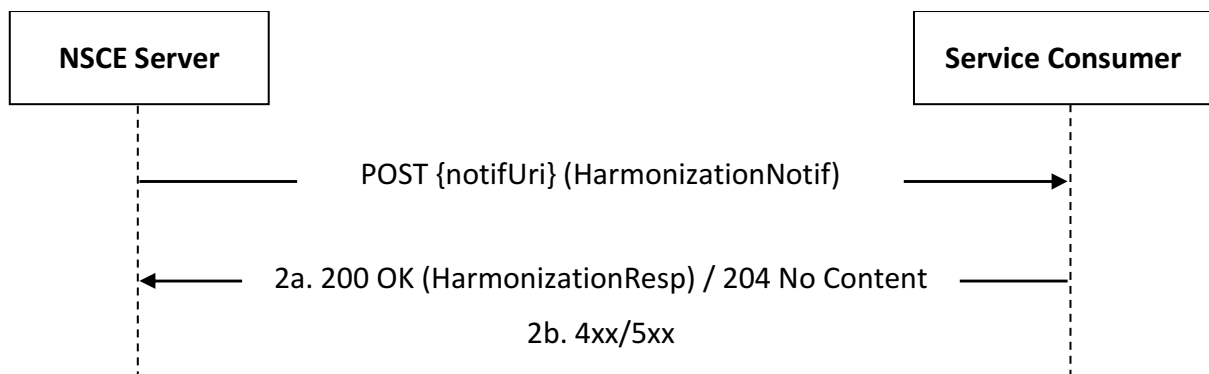 NSCE Server
Service Consumer
POST {notifUri} (HarmonizationNotif)
2a. 200 OK (HarmonizationResp) / 204 No Content
2b. 4xx/5xx